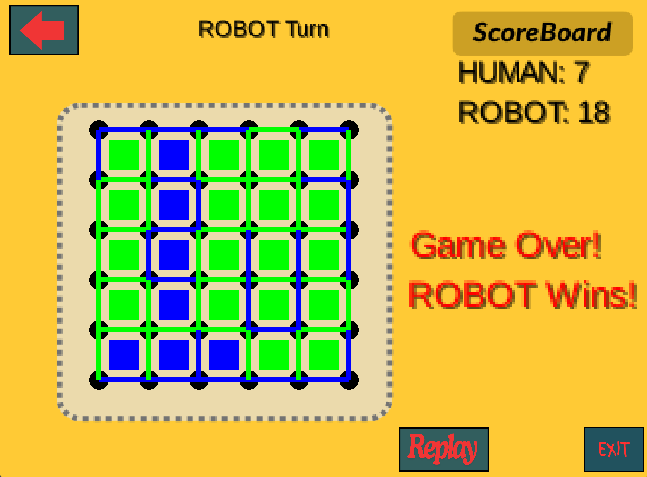 ROBOT Turn
ScoreBoard
HUMAN: 7
ROBOT: 18
Game Over!
ROBOT Wins!
Replay
EXIT